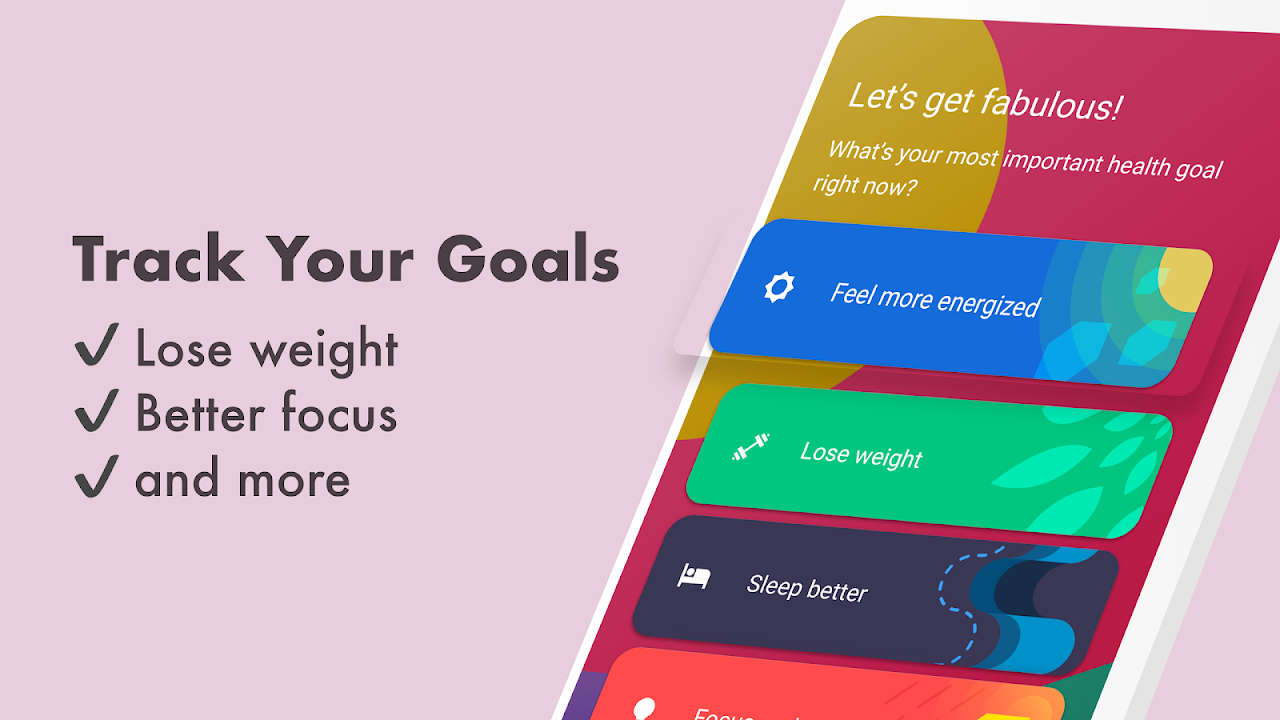 Track Your Goals
✓ Lose weight
✓ Better focus
✓ and more
Let's get fabulous!
What's your most important health goal
right now?
Feel more energized
Lose weight
Sleep better